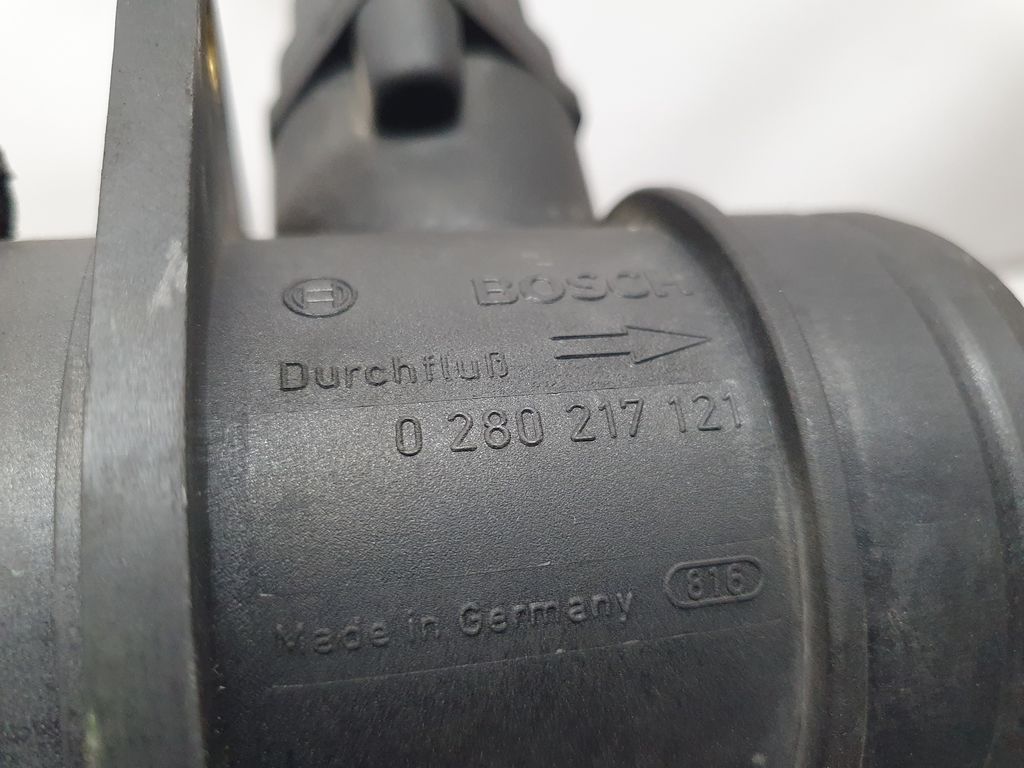 BOSCH
Durchfluß
0 280 217 121
Made in Germany 816